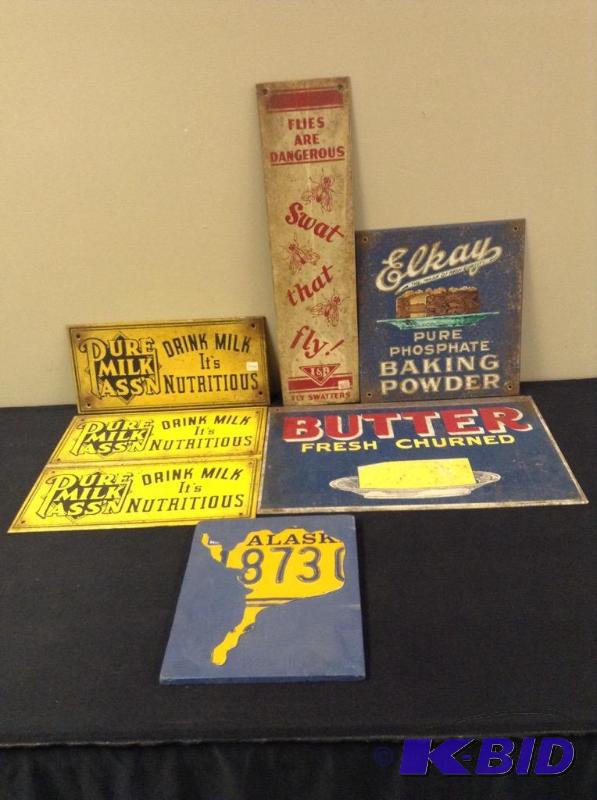 FLIES
ARE
DANGEROUS
Swat
that
fly!
FLY SWATTERS
Elkay
PURE
PHOSPHATE
BAKING
POWDER
PURE
MILK
ASS'N
DRINK MILK
It's
NUTRITIOUS
PURE
MILK
ASS'N
DRINK MILK
It's
NUTRITIOUS
PURE
MILK
ASS'N
DRINK MILK
It's
NUTRITIOUS
BUTTER
FRESH CHURNED
ALASK
8730
© K-BID